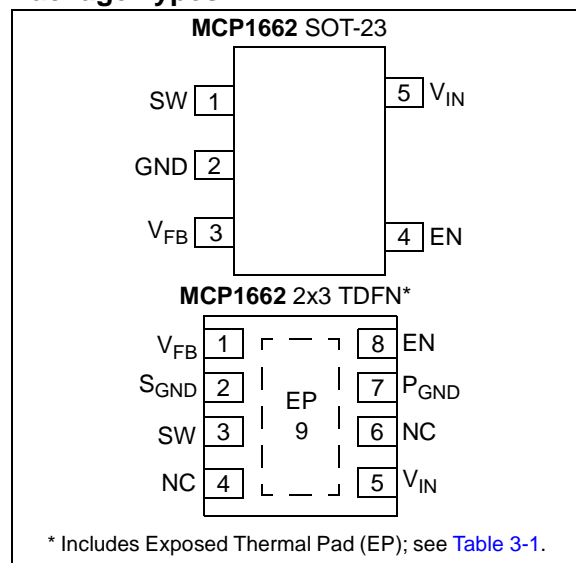 MCP1662 SOT-23
SW 1
5 VIN
GND 2
VFB 3
4 EN
MCP1662 2x3 TDFN*
VFB 1
8 EN
SGND 2
EP
7 PGND
SW 3
9
6 NC
NC 4
5 VIN
* Includes Exposed Thermal Pad (EP); see Table 3-1.